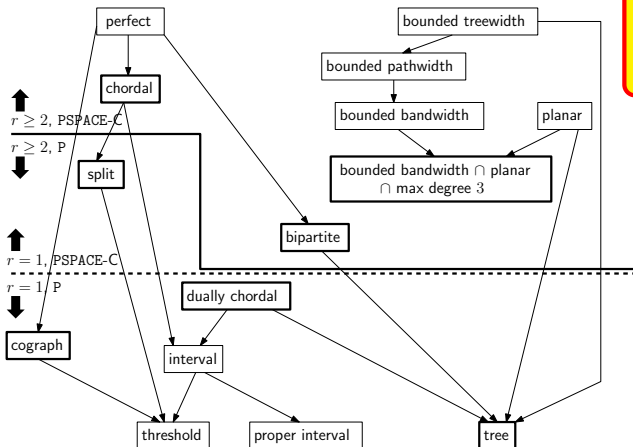 perfect
bounded treewidth
bounded pathwidth
chordal
bounded bandwidth
planar
r ≥ 2, PSPACE-C
r ≥ 2, P
split
bounded bandwidth ∩ planar
∩ max degree 3
bipartite
r = 1, PSPACE-C
r = 1, P
dually chordal
cograph
interval
threshold
proper interval
tree